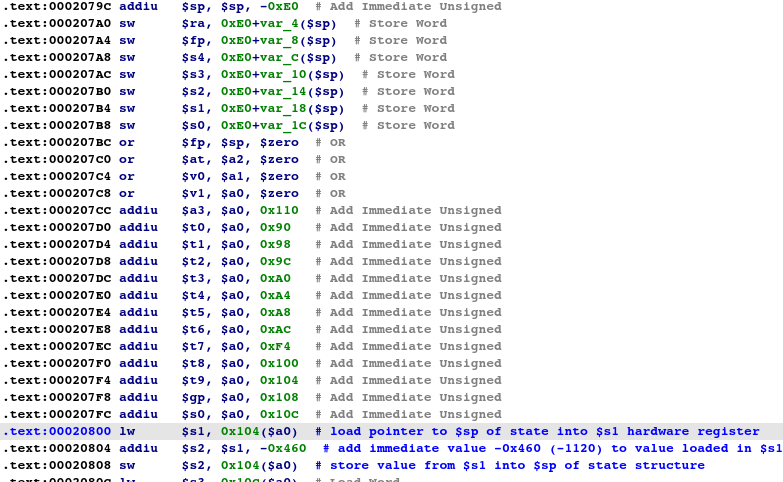 .text:0002079C addiu $sp, $sp, -0xE0 # Add Immediate Unsigned
.text:000207A0 sw $ra, 0xE0+var_4($sp) # Store Word
.text:000207A4 sw $fp, 0xE0+var_8($sp) # Store Word
.text:000207A8 sw $s4, 0xE0+var_C($sp) # Store Word
.text:000207AC sw $s3, 0xE0+var_10($sp) # Store Word
.text:000207B0 sw $s2, 0xE0+var_14($sp) # Store Word
.text:000207B4 sw $s1, 0xE0+var_18($sp) # Store Word
.text:000207B8 sw $s0, 0xE0+var_1C($sp) # Store Word
.text:000207BC or $fp, $sp, $zero # OR
.text:000207C0 or $at, $a2, $zero # OR
.text:000207C4 or $v0, $a1, $zero # OR
.text:000207C8 or $v1, $a0, $zero # OR
.text:000207CC addiu $a3, $a0, 0x110 # Add Immediate Unsigned
.text:000207D0 addiu $t0, $a0, 0x90 # Add Immediate Unsigned
.text:000207D4 addiu $t1, $a0, 0x98 # Add Immediate Unsigned
.text:000207D8 addiu $t2, $a0, 0x9C # Add Immediate Unsigned
.text:000207DC addiu $t3, $a0, 0xA0 # Add Immediate Unsigned
.text:000207E0 addiu $t4, $a0, 0xA4 # Add Immediate Unsigned
.text:000207E4 addiu $t5, $a0, 0xA8 # Add Immediate Unsigned
.text:000207E8 addiu $t6, $a0, 0xAC # Add Immediate Unsigned
.text:000207EC addiu $t7, $a0, 0xF4 # Add Immediate Unsigned
.text:000207F0 addiu $t8, $a0, 0x100 # Add Immediate Unsigned
.text:000207F4 addiu $t9, $a0, 0x104 # Add Immediate Unsigned
.text:000207F8 addiu $gp, $a0, 0x108 # Add Immediate Unsigned
.text:000207FC addiu $s0, $a0, 0x10C # Add Immediate Unsigned
.text:00020800 lw $s1, 0x104($a0) # load pointer to $sp of state into $s1 hardware register
.text:00020804 addiu $s2, $s1, -0x460 # add immediate value -0x460 (-1120) to value loaded in $s1
.text:00020808 sw $s2, 0x104($a0) # store value from $s1 into $sp of state structure
.text:0002080C lw $s3, 0x10C($a0) # Load Word